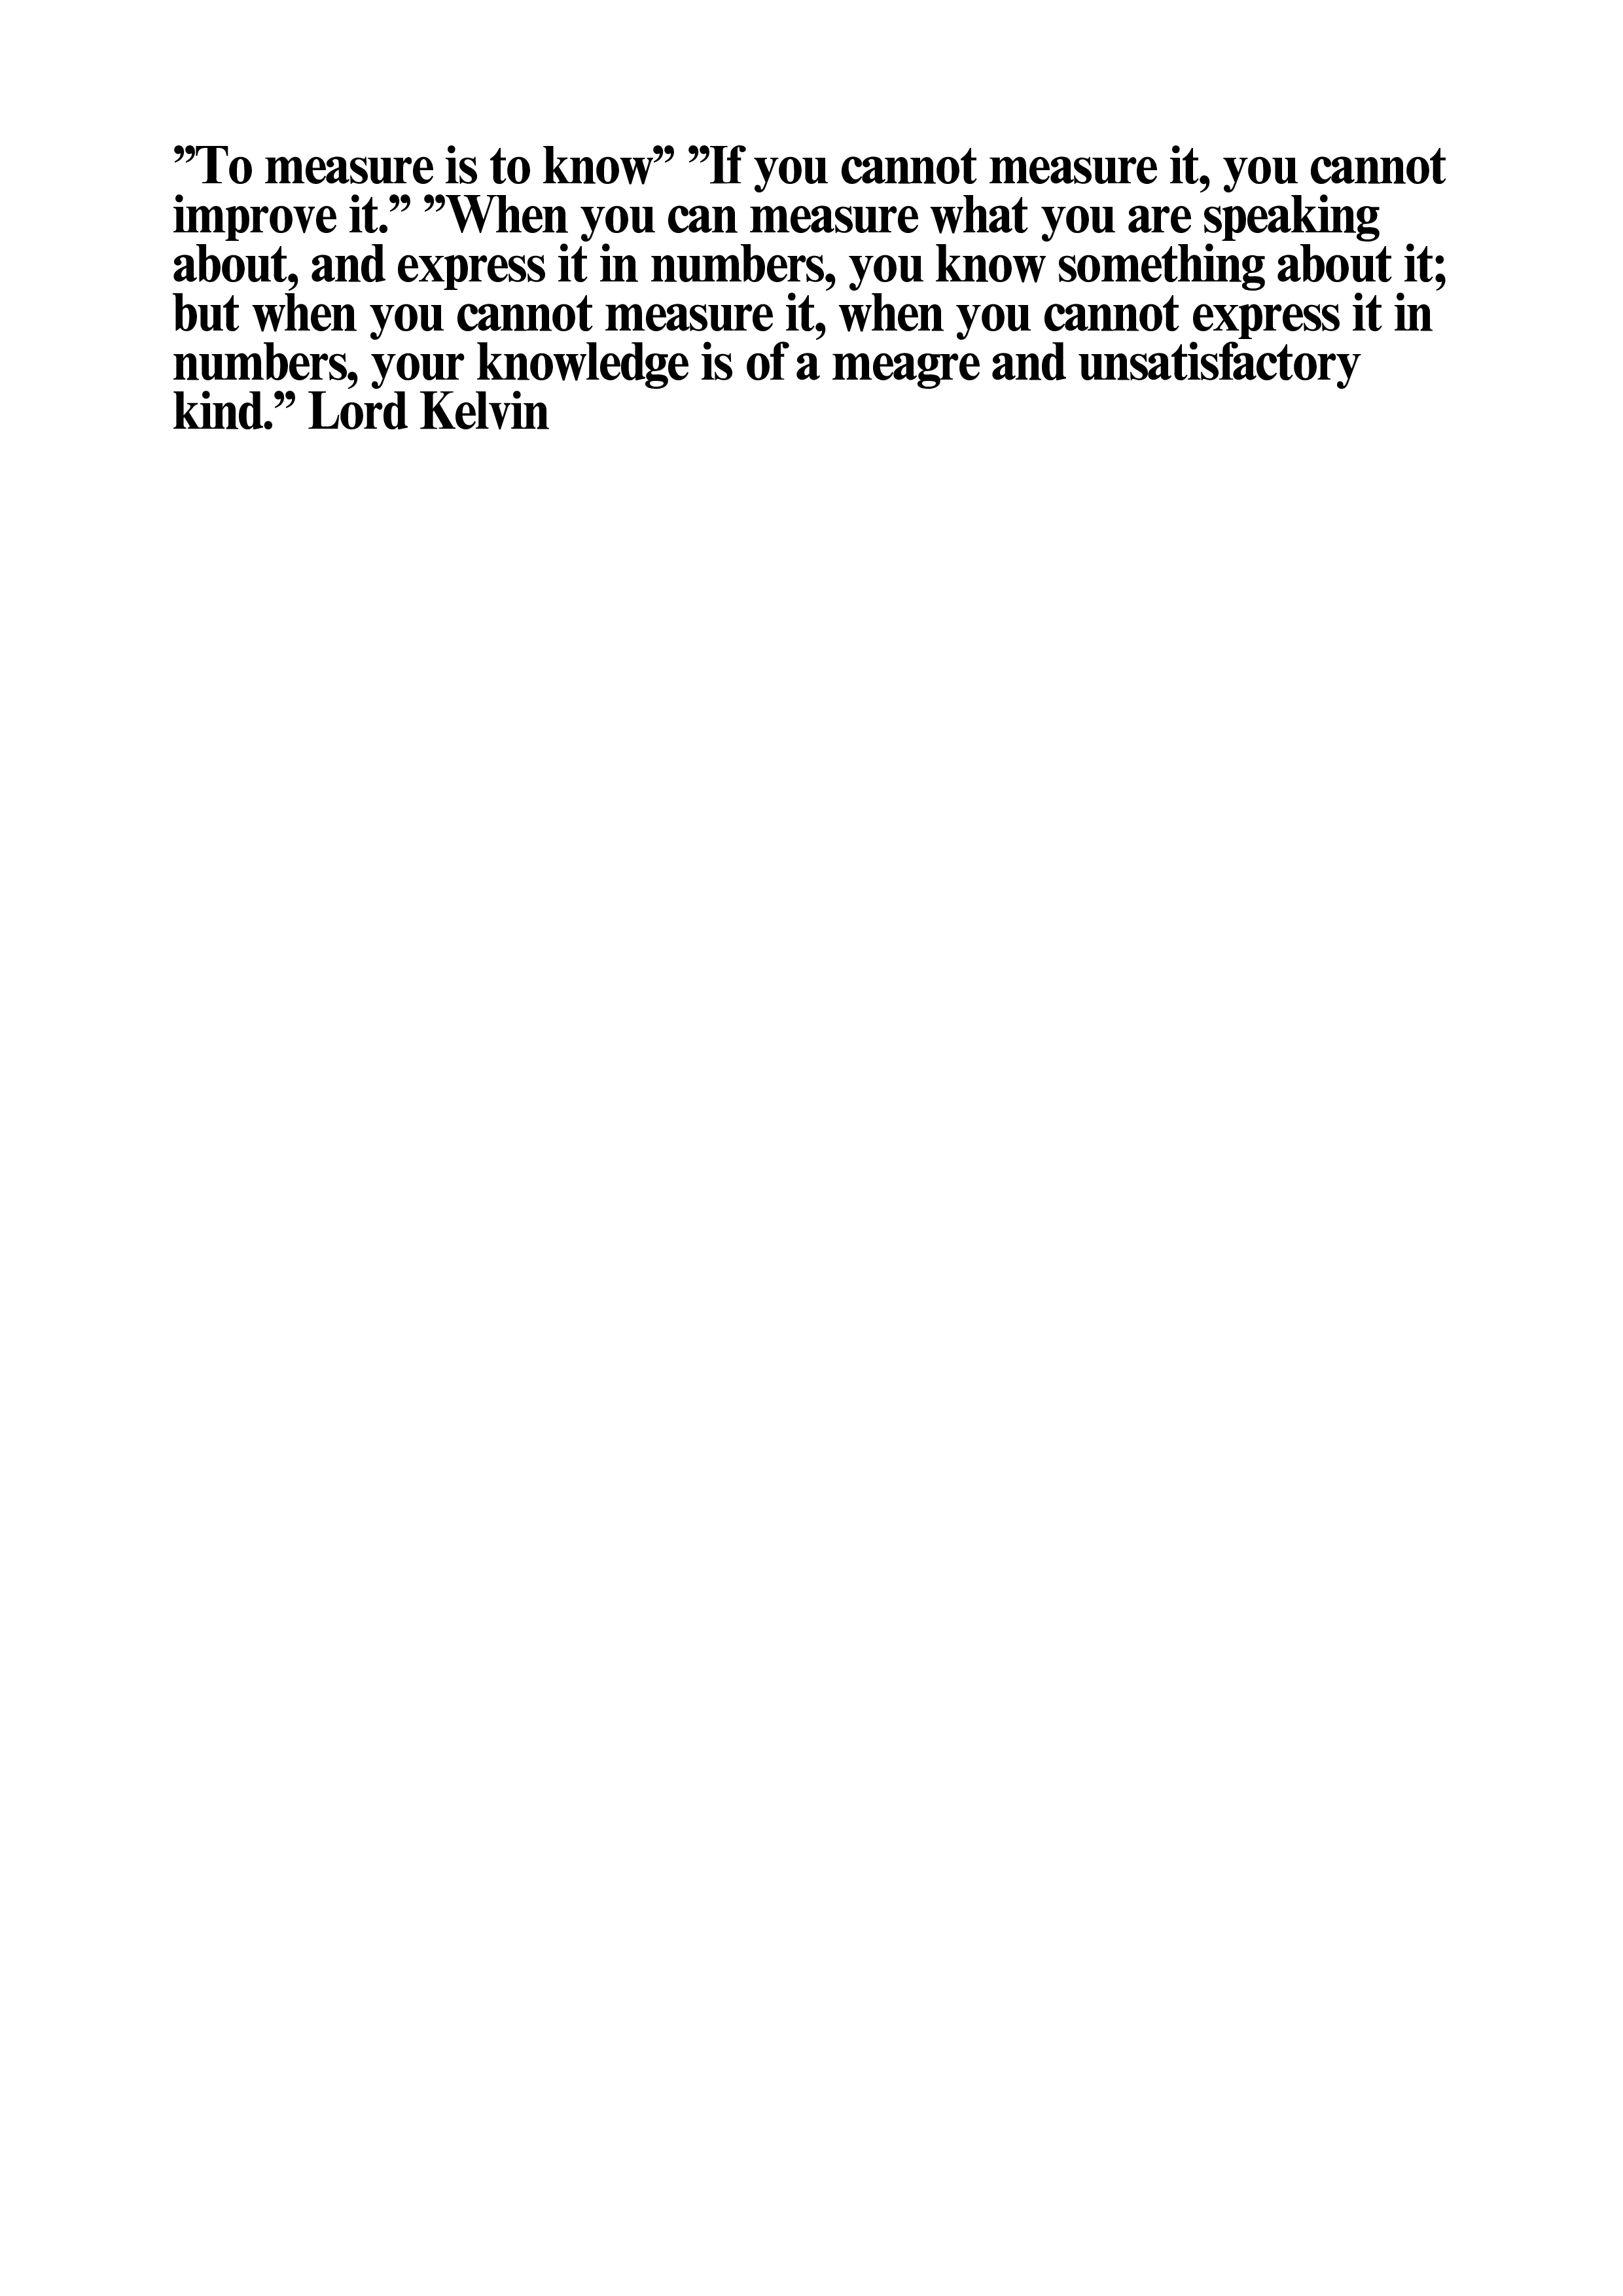 ”To measure is to know” ”If you cannot measure it, you cannot
improve it.” ”When you can measure what you are speaking
about, and express it in numbers, you know something about it;
but when you cannot measure it, when you cannot express it in
numbers, your knowledge is of a meagre and unsatisfactory
kind.” Lord Kelvin